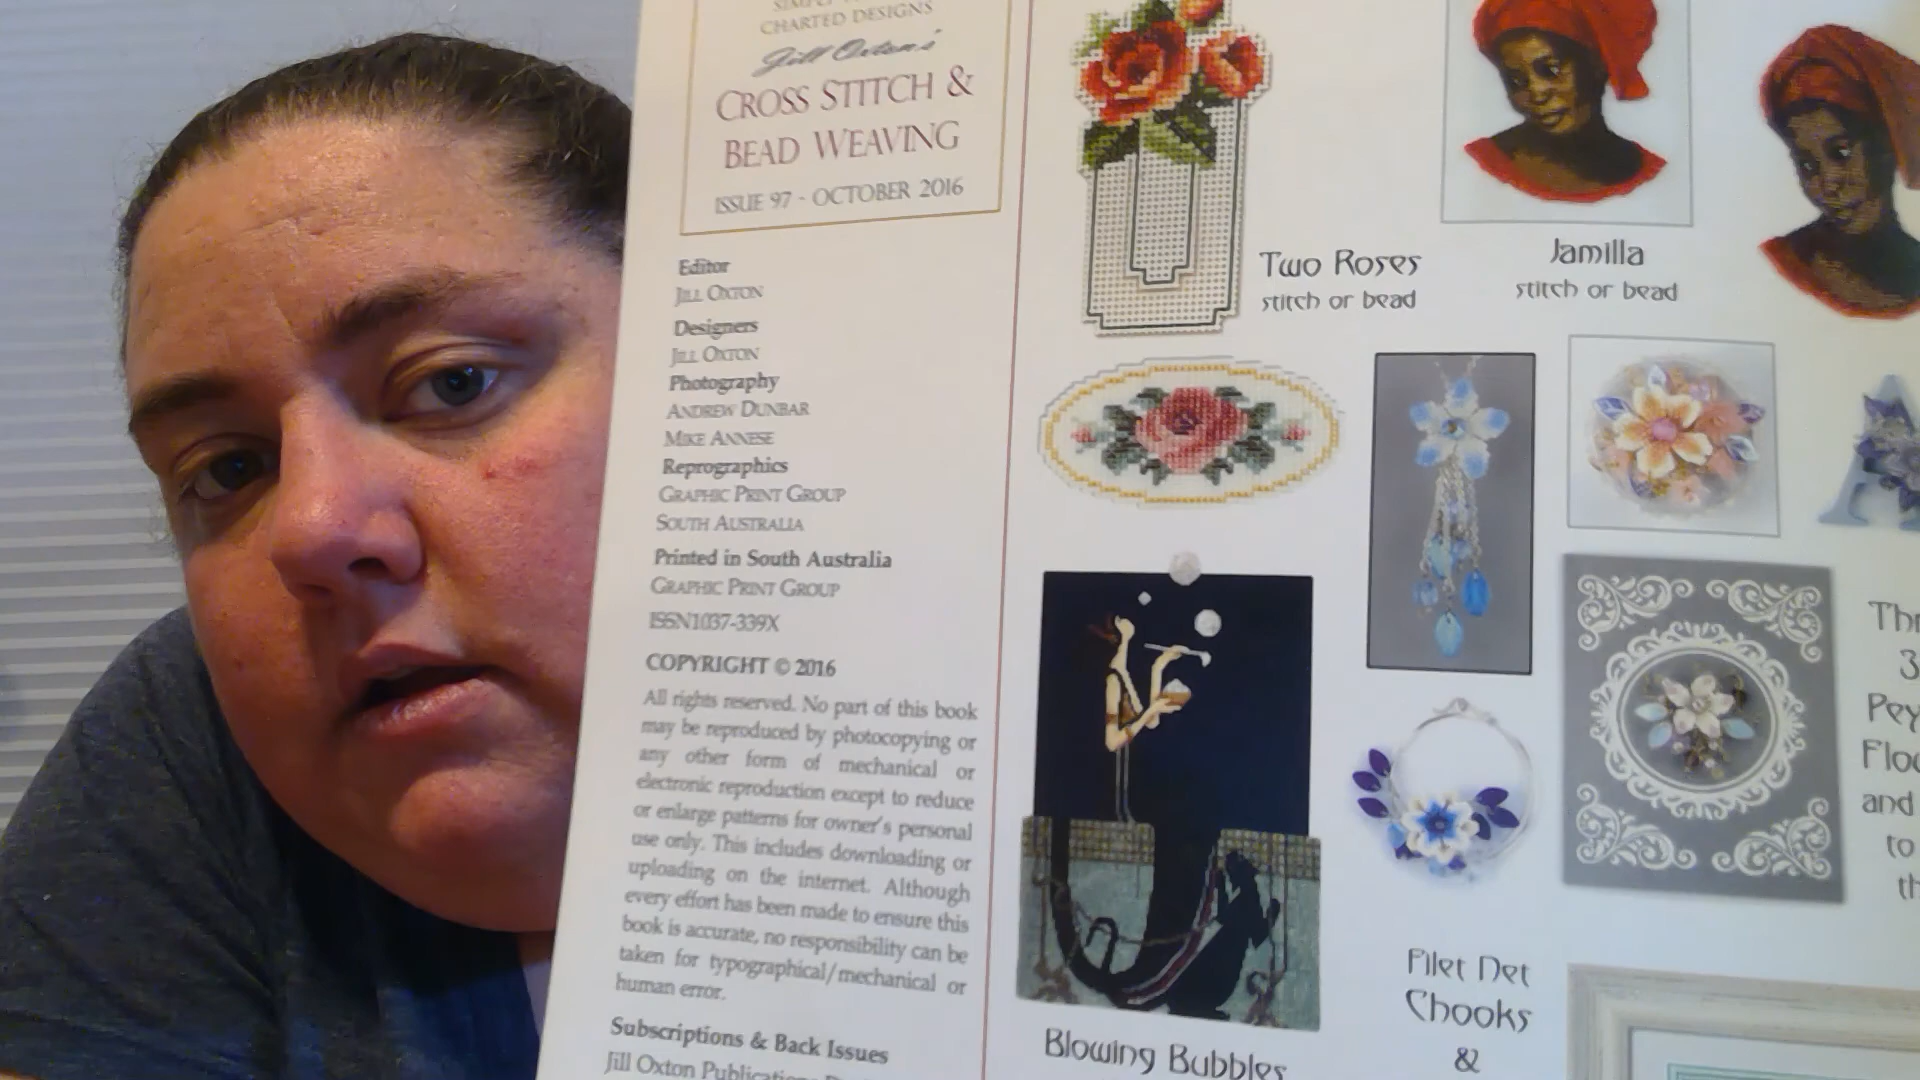 CHARTED DESIGNS
Jill Oxton's
CROSS STITCH &
BEAD WEAVING
ISSUE 97 - OCTOBER 2016
Editor
JILL OXTON
Designers
JILL OXTON
Photography
ANDREW DUNBAR
MIKE ANNESE
Reprographics
GRAPHIC PRINT GROUP
SOUTH AUSTRALIA
Printed in South Australia
GRAPHIC PRINT GROUP
ISSN1037-339X
COPYRIGHT © 2016
All rights reserved. No part of this book
may be reproduced by photocopying or
any other form of mechanical or
electronic reproduction except to reduce
or enlarge patterns for owner's personal
use only. This includes downloading or
uploading on the internet. Although
every effort has been made to ensure this
book is accurate, no responsibility can be
taken for typographical/mechanical or
human error.
Subscriptions & Back Issues
Jill Oxton Publications
Two Roses
stitch or bead
Jamilla
stitch or bead
Blowing Bubbles
Filet Net
Chooks
&
3
and
to